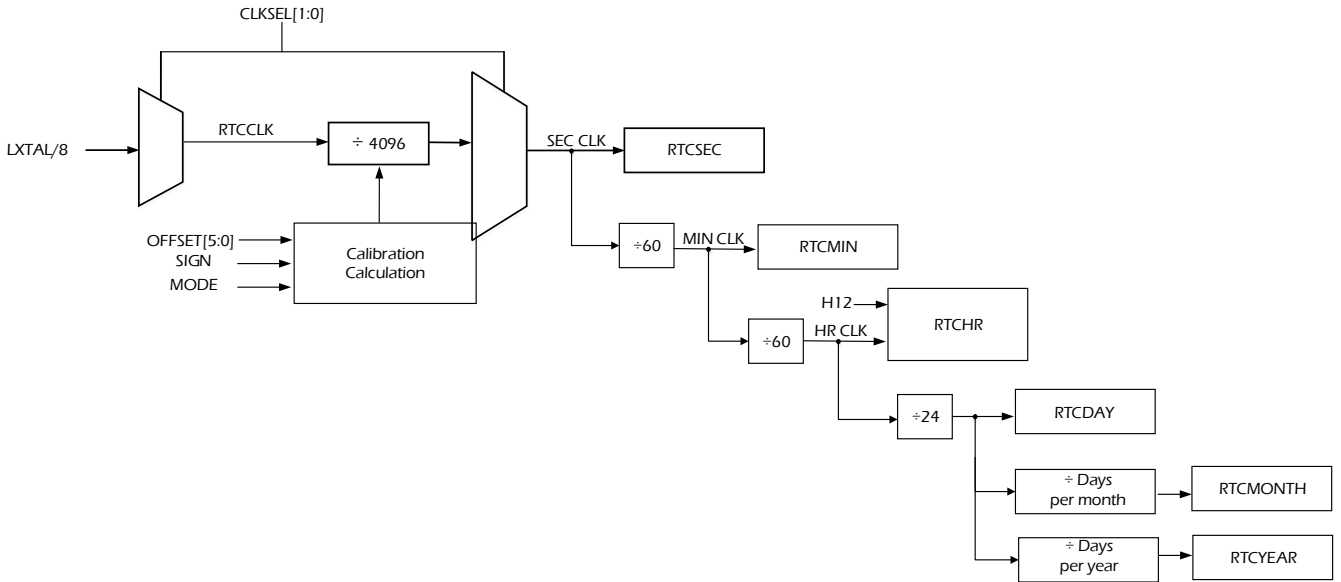 CLKSEL[1:0]
LXTAL/8
RTCCLK
÷ 4096
SEC CLK
RTCSEC
OFFSET[5:0]
SIGN
MODE
Calibration
Calculation
÷60
MIN CLK
RTCMIN
H12
÷60
HR CLK
RTCHR
÷24
RTCDAY
÷ Days
per month
RTCMONTH
÷ Days
per year
RTCYEAR